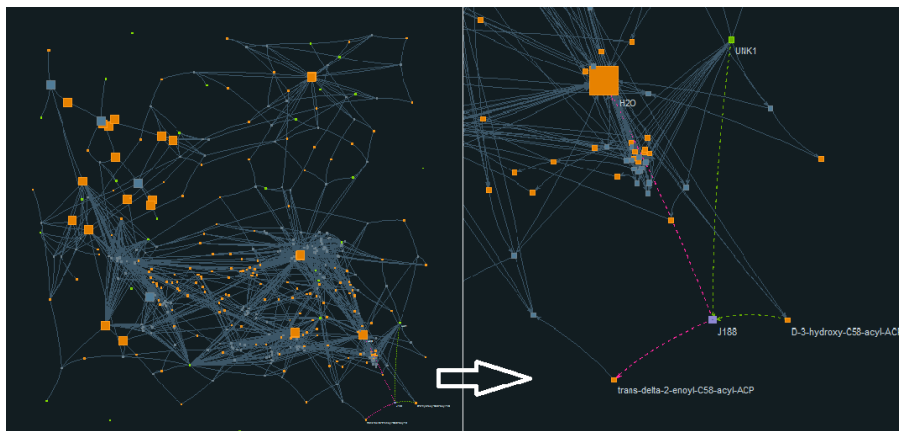 UNK1
H2O
J188
D-3-hydroxy-C58-acyl-ACP
trans-delta-2-enoyl-C58-acyl-ACP